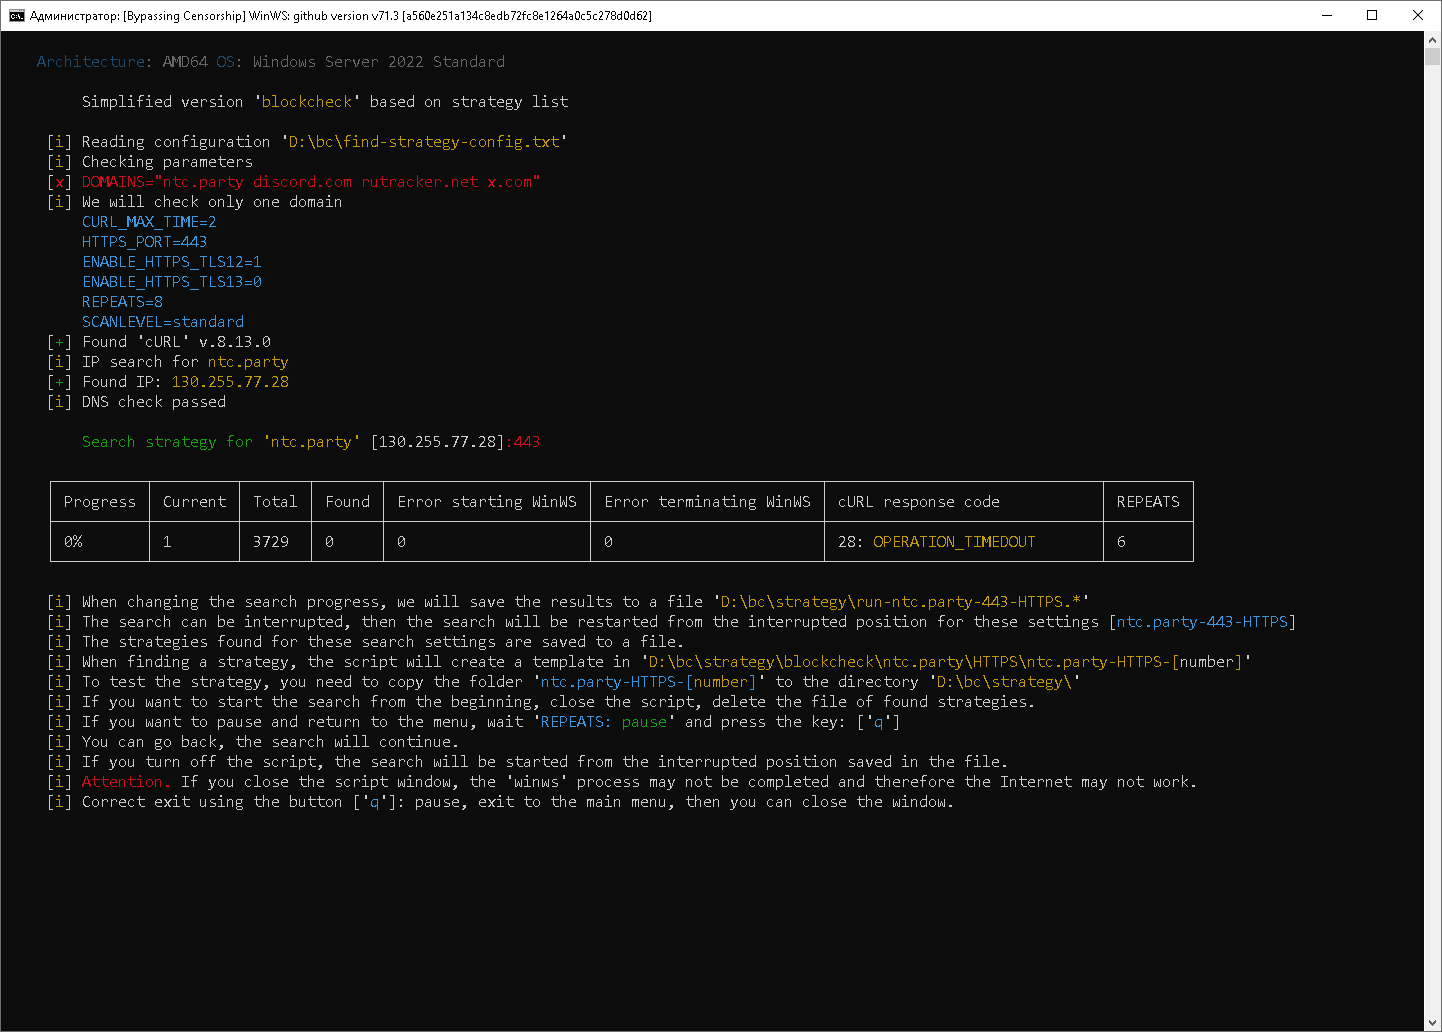 Администратор: [Bypassing Censorship] WinWS: github version v71.3 [a560e251a134c8edb72fc8e1264a0c5c278d0d62]
Architecture: AMD64 OS: Windows Server 2022 Standard
Simplified version 'blockcheck' based on strategy list
[i] Reading configuration 'D:\bc\find-strategy-config.txt'
[i] Checking parameters
[x] DOMAINS="ntc.party discord.com rutracker.net x.com"
[i] We will check only one domain
CURL_MAX_TIME=2
HTTPS_PORT=443
ENABLE_HTTPS_TLS12=1
ENABLE_HTTPS_TLS13=0
REPEATS=8
SCANLEVEL=standard
[+] Found 'cURL' v.8.13.0
[i] IP search for ntc.party
[+] Found IP: 130.255.77.28
[i] DNS check passed
Search strategy for 'ntc.party' [130.255.77.28]:443
Progress Current Total Found Error starting WinWS Error terminating WinWS cURL response code REPEATS
0% 1 3729 0 0 0 28: OPERATION_TIMEDOUT 6
[i] When changing the search progress, we will save the results to a file 'D:\bc\strategy\run-ntc.party-443-HTTPS.*'
[i] The search can be interrupted, then the search will be restarted from the interrupted position for these settings [ntc.party-443-HTTPS]
[i] The strategies found for these search settings are saved to a file.
[i] When finding a strategy, the script will create a template in 'D:\bc\strategy\blockcheck\ntc.party\HTTPS\ntc.party-HTTPS-[number]'
[i] To test the strategy, you need to copy the folder 'ntc.party-HTTPS-[number]' to the directory 'D:\bc\strategy\'
[i] If you want to start the search from the beginning, close the script, delete the file of found strategies.
[i] If you want to pause and return to the menu, wait 'REPEATS: pause' and press the key: ['q']
[i] You can go back, the search will continue.
[i] If you turn off the script, the search will be started from the interrupted position saved in the file.
[i] Attention. If you close the script window, the 'winws' process may not be completed and therefore the Internet may not work.
[i] Correct exit using the button ['q']: pause, exit to the main menu, then you can close the window.